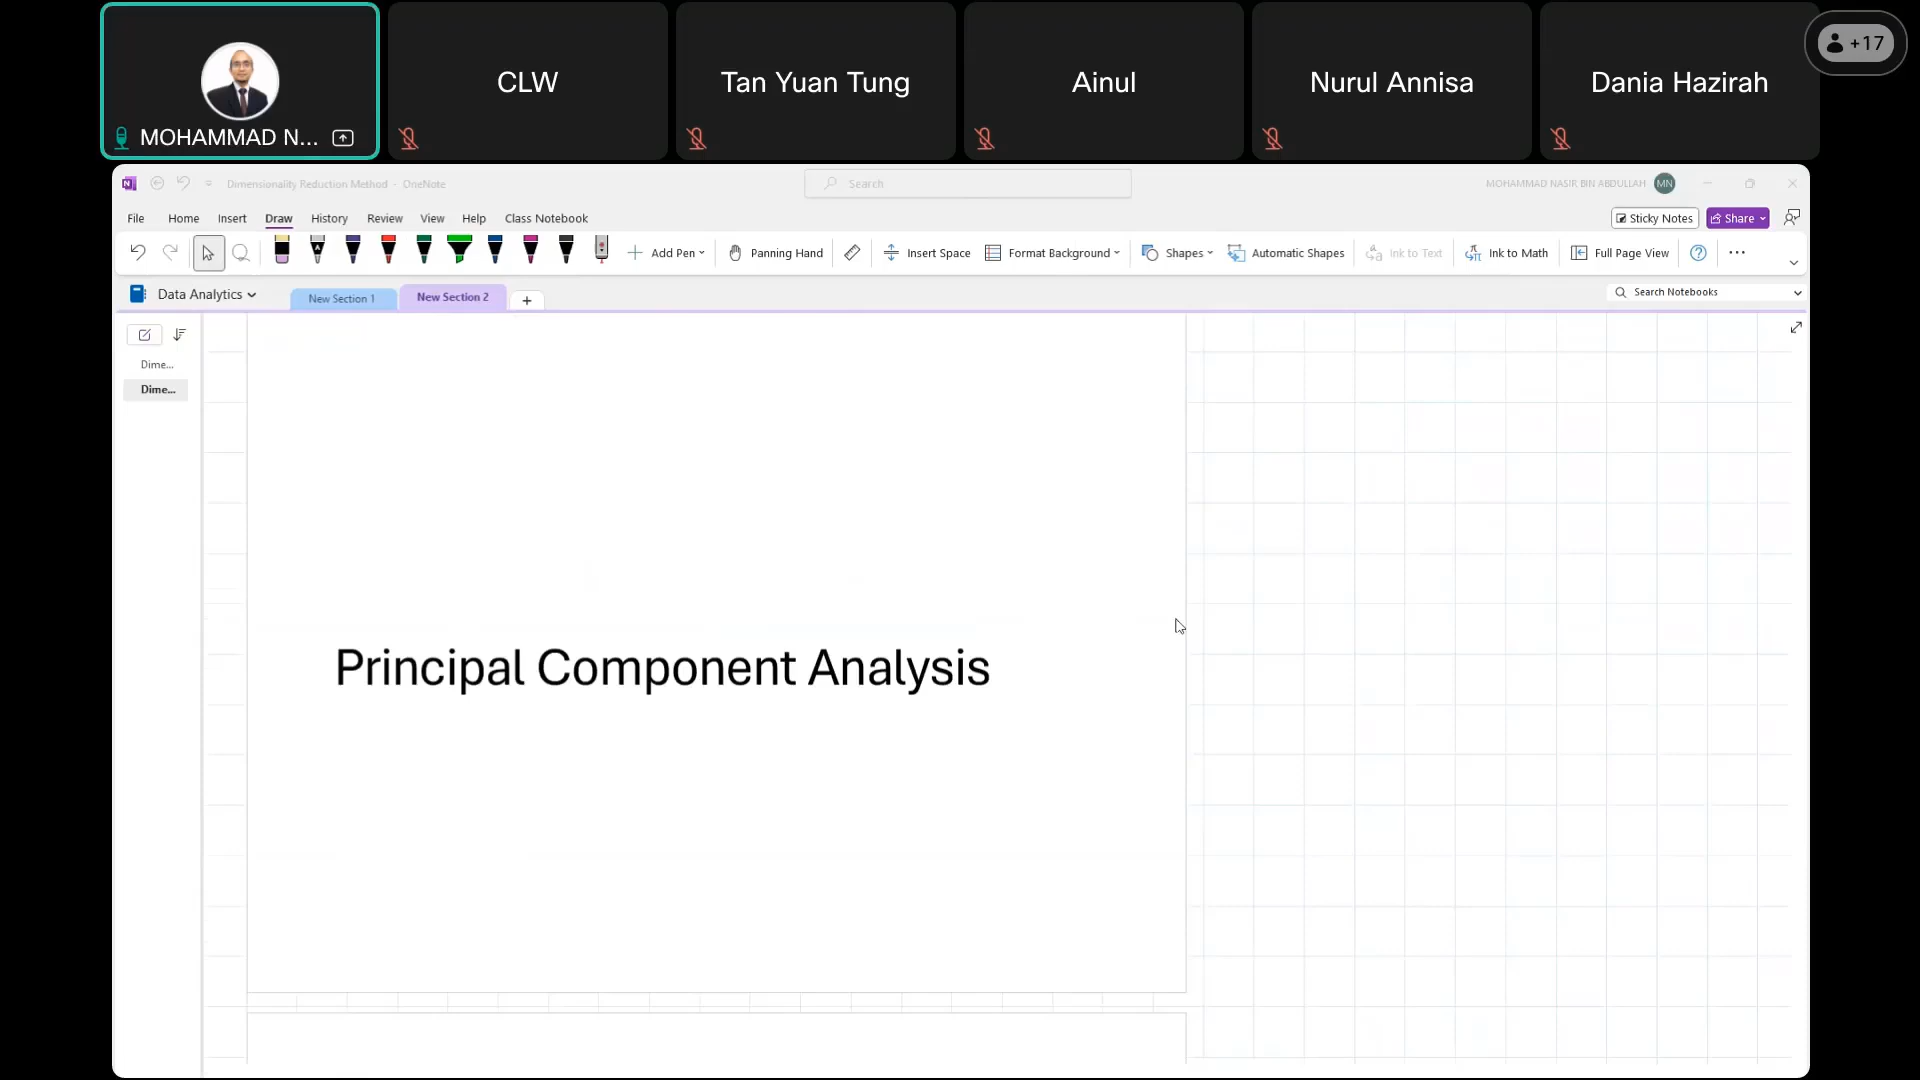 +17
CLW
Tan Yuan Tung
Ainul
Nurul Annisa
Dania Hazirah
MOHAMMAD N...
Dimensionality Reduction Method - OneNote
Search
MOHAMMAD NASIR BIN ABDULLAH
MN
File Home Insert Draw History Review View Help Class Notebook
Sticky Notes
Share
Add Pen
Panning Hand
Insert Space
Format Background
Shapes
Automatic Shapes
Ink to Text
Ink to Math
Full Page View
Data Analytics
New Section 1
New Section 2
+
Search Notebooks
Dime...
Dime...
Principal Component Analysis